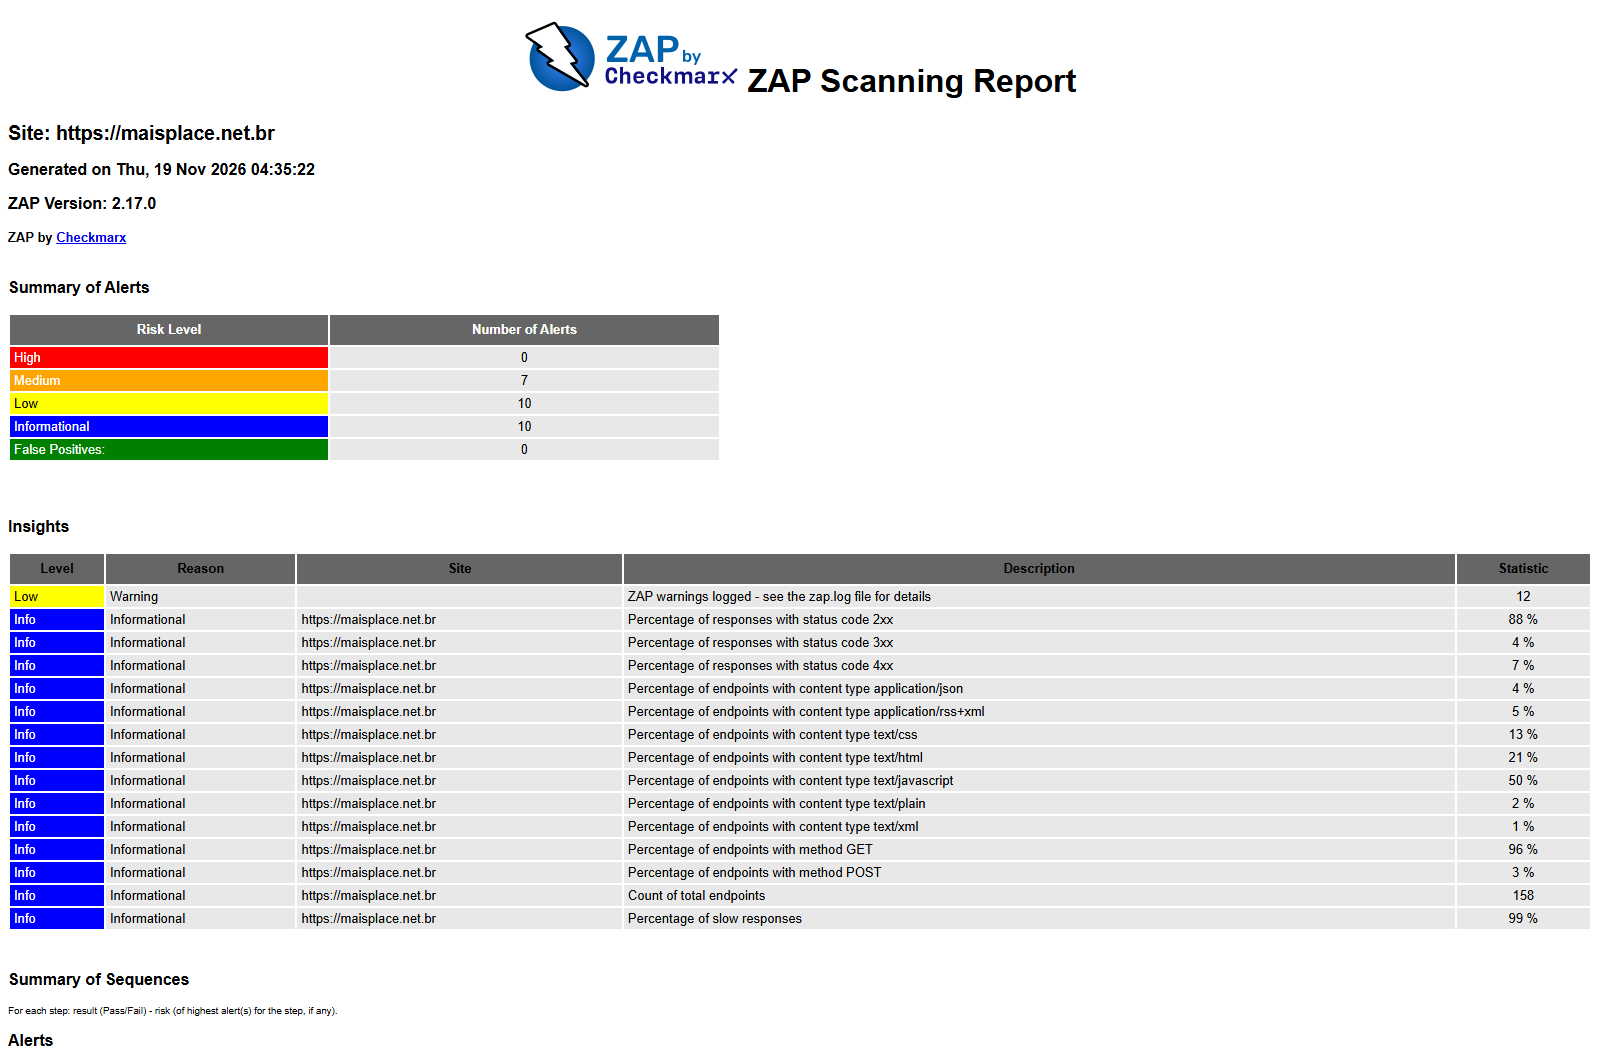 ZAP by
Checkmarx ZAP Scanning Report
Site: https://maisplace.net.br
Generated on Thu, 19 Nov 2026 04:35:22
ZAP Version: 2.17.0
ZAP by Checkmarx
Summary of Alerts
Risk Level Number of Alerts
High 0
Medium 7
Low 10
Informational 10
False Positives: 0
Insights
Level Reason Site Description Statistic
Low Warning ZAP warnings logged - see the zap.log file for details 12
Info Informational https://maisplace.net.br Percentage of responses with status code 2xx 88 %
Info Informational https://maisplace.net.br Percentage of responses with status code 3xx 4 %
Info Informational https://maisplace.net.br Percentage of responses with status code 4xx 7 %
Info Informational https://maisplace.net.br Percentage of endpoints with content type application/json 4 %
Info Informational https://maisplace.net.br Percentage of endpoints with content type application/rss+xml 5 %
Info Informational https://maisplace.net.br Percentage of endpoints with content type text/css 13 %
Info Informational https://maisplace.net.br Percentage of endpoints with content type text/html 21 %
Info Informational https://maisplace.net.br Percentage of endpoints with content type text/javascript 50 %
Info Informational https://maisplace.net.br Percentage of endpoints with content type text/plain 2 %
Info Informational https://maisplace.net.br Percentage of endpoints with content type text/xml 1 %
Info Informational https://maisplace.net.br Percentage of endpoints with method GET 96 %
Info Informational https://maisplace.net.br Percentage of endpoints with method POST 3 %
Info Informational https://maisplace.net.br Count of total endpoints 158
Info Informational https://maisplace.net.br Percentage of slow responses 99 %
Summary of Sequences
For each step: result (Pass/Fail) - risk (of highest alert(s) for the step, if any).
Alerts